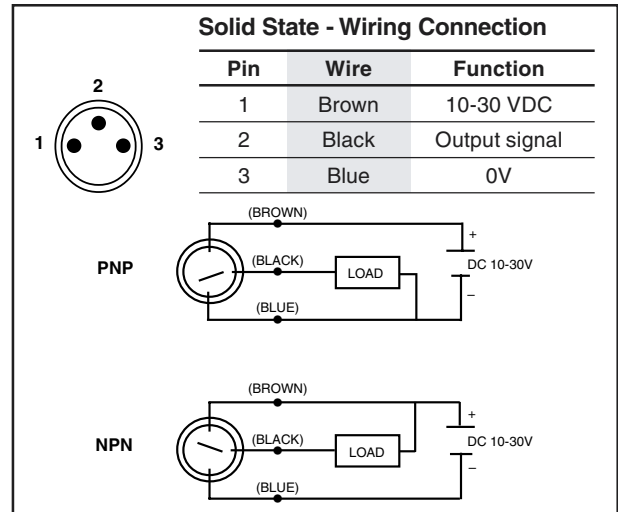 Solid State - Wiring Connection
Pin Wire Function
1 Brown 10-30 VDC
2 Black Output signal
3 Blue 0V
2
1 3
(BROWN)
+
PNP (BLACK) LOAD DC 10-30V
–
(BLUE)
(BROWN)
+
NPN (BLACK) LOAD DC 10-30V
–
(BLUE)